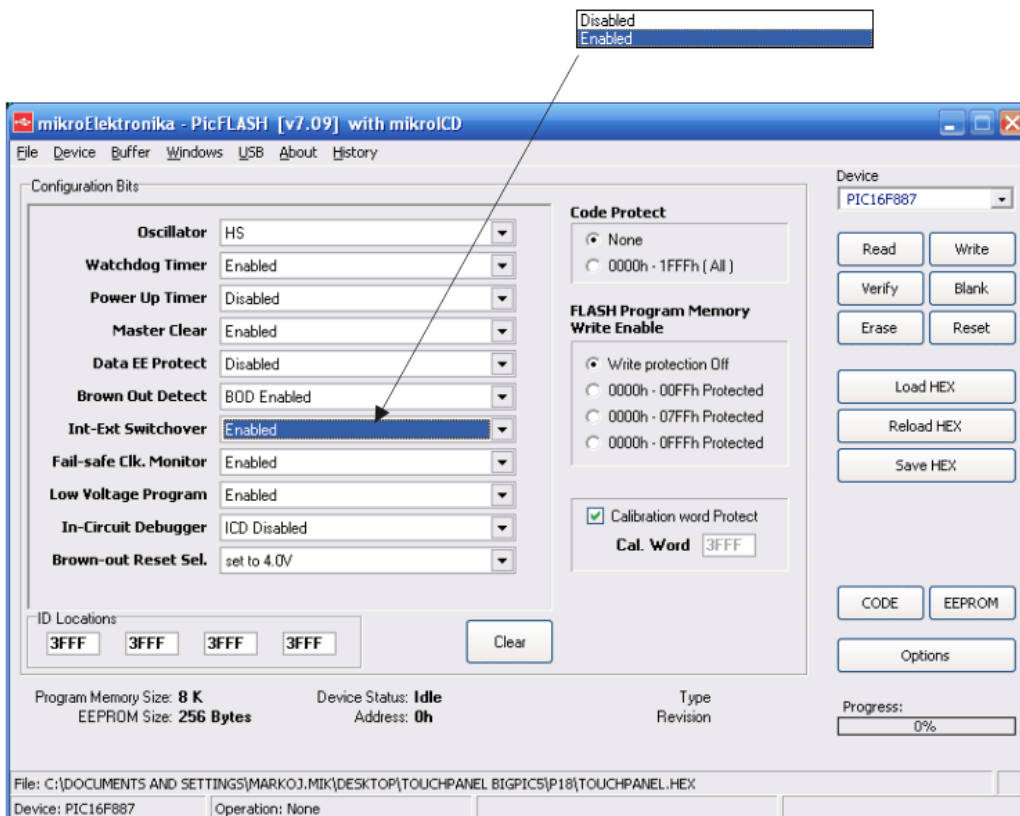 Disabled
Enabled
mikroElektronika - PicFLASH [v7.09] with mikroICD
File Device Buffer Windows USB About History
Configuration Bits
Oscillator HS
Watchdog Timer Enabled
Power Up Timer Disabled
Master Clear Enabled
Data EE Protect Disabled
Brown Out Detect BOD Enabled
Int-Ext Switchover Enabled
Fail-safe Clk. Monitor Enabled
Low Voltage Program Enabled
In-Circuit Debugger ICD Disabled
Brown-out Reset Sel. set to 4.0V
ID Locations
3FFF 3FFF 3FFF 3FFF
Clear
Code Protect
None
0000h - 1FFFh ( All )
FLASH Program Memory
Write Enable
Write protection Off
0000h - 00FFh Protected
0000h - 07FFh Protected
0000h - 0FFFh Protected
Calibration word Protect
Cal. Word 3FFF
Device
PIC16F887
Read Write
Verify Blank
Erase Reset
Load HEX
Reload HEX
Save HEX
CODE EEPROM
Options
Program Memory Size: 8 K Device Status: Idle Type
EEPROM Size: 256 Bytes Address: 0h Revision
Progress:
0%
File: C:\DOCUMENTS AND SETTINGS\MARKOJ.MIK\DESKTOP\TOUCHPANEL BIGPIC5\P18\TOUCHPANEL.HEX
Device: PIC16F887 Operation: None